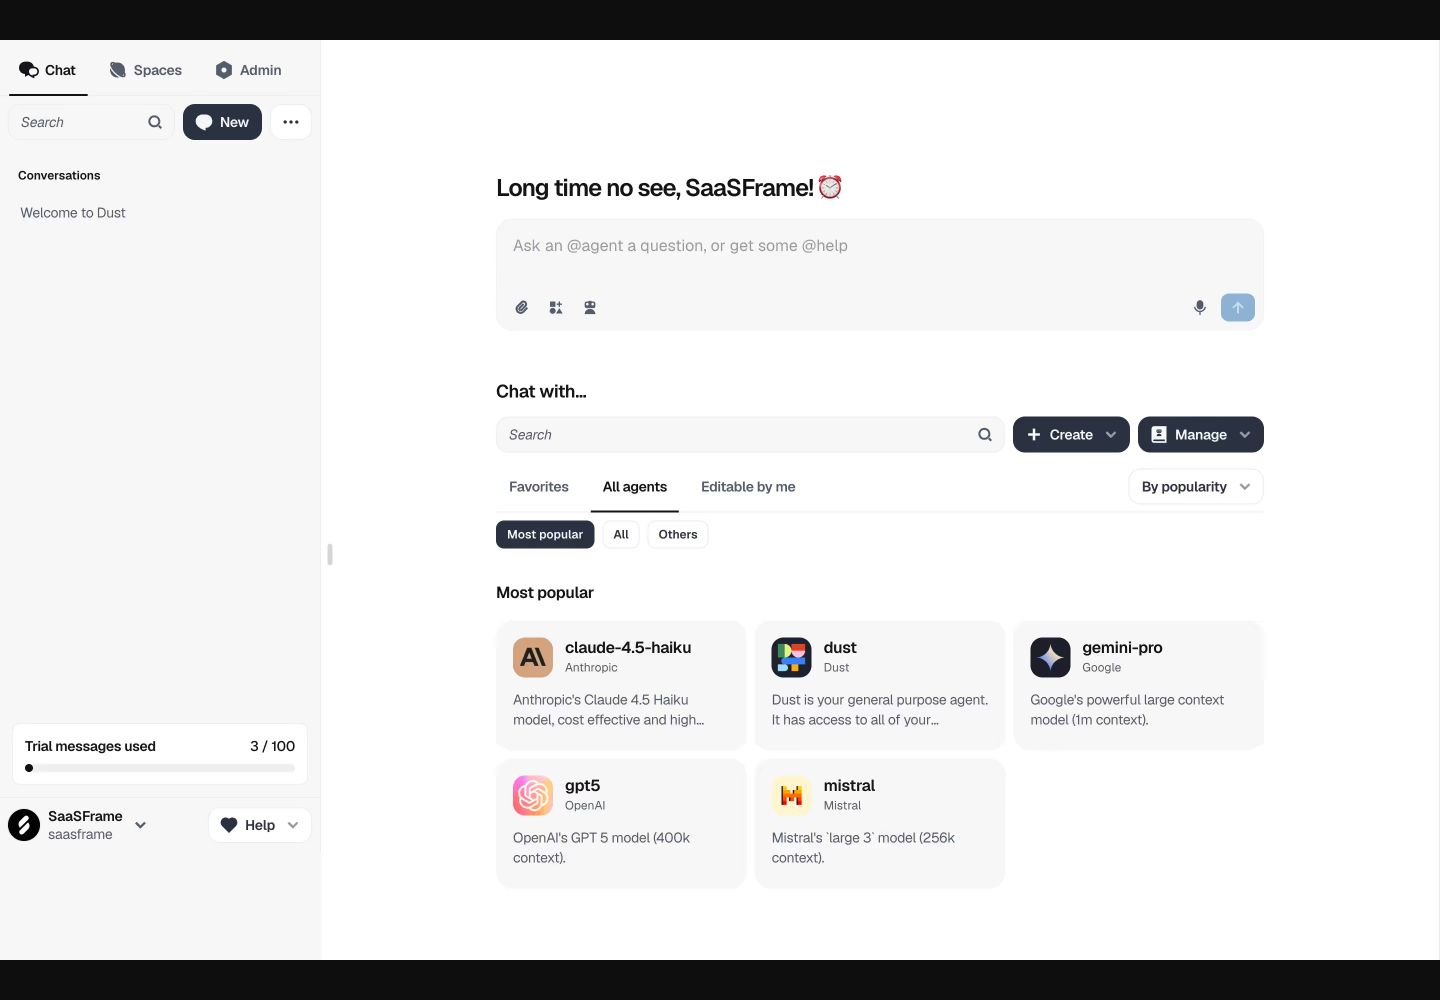 Chat
Spaces
Admin
Search
New
Conversations
Welcome to Dust
Trial messages used
3 / 100
SaaSFrame
saasframe
Help
Long time no see, SaaSFrame!
Ask an @agent a question, or get some @help
Chat with...
Search
Create
Manage
Favorites
All agents
Editable by me
By popularity
Most popular
All
Others
Most popular
claude-4.5-haiku
Anthropic
Anthropic's Claude 4.5 Haiku
model, cost effective and high...
dust
Dust
Dust is your general purpose agent.
It has access to all of your...
gemini-pro
Google
Google's powerful large context
model (1m context).
gpt5
OpenAI
OpenAI's GPT 5 model (400k
context).
mistral
Mistral
Mistral's `large 3` model (256k
context).